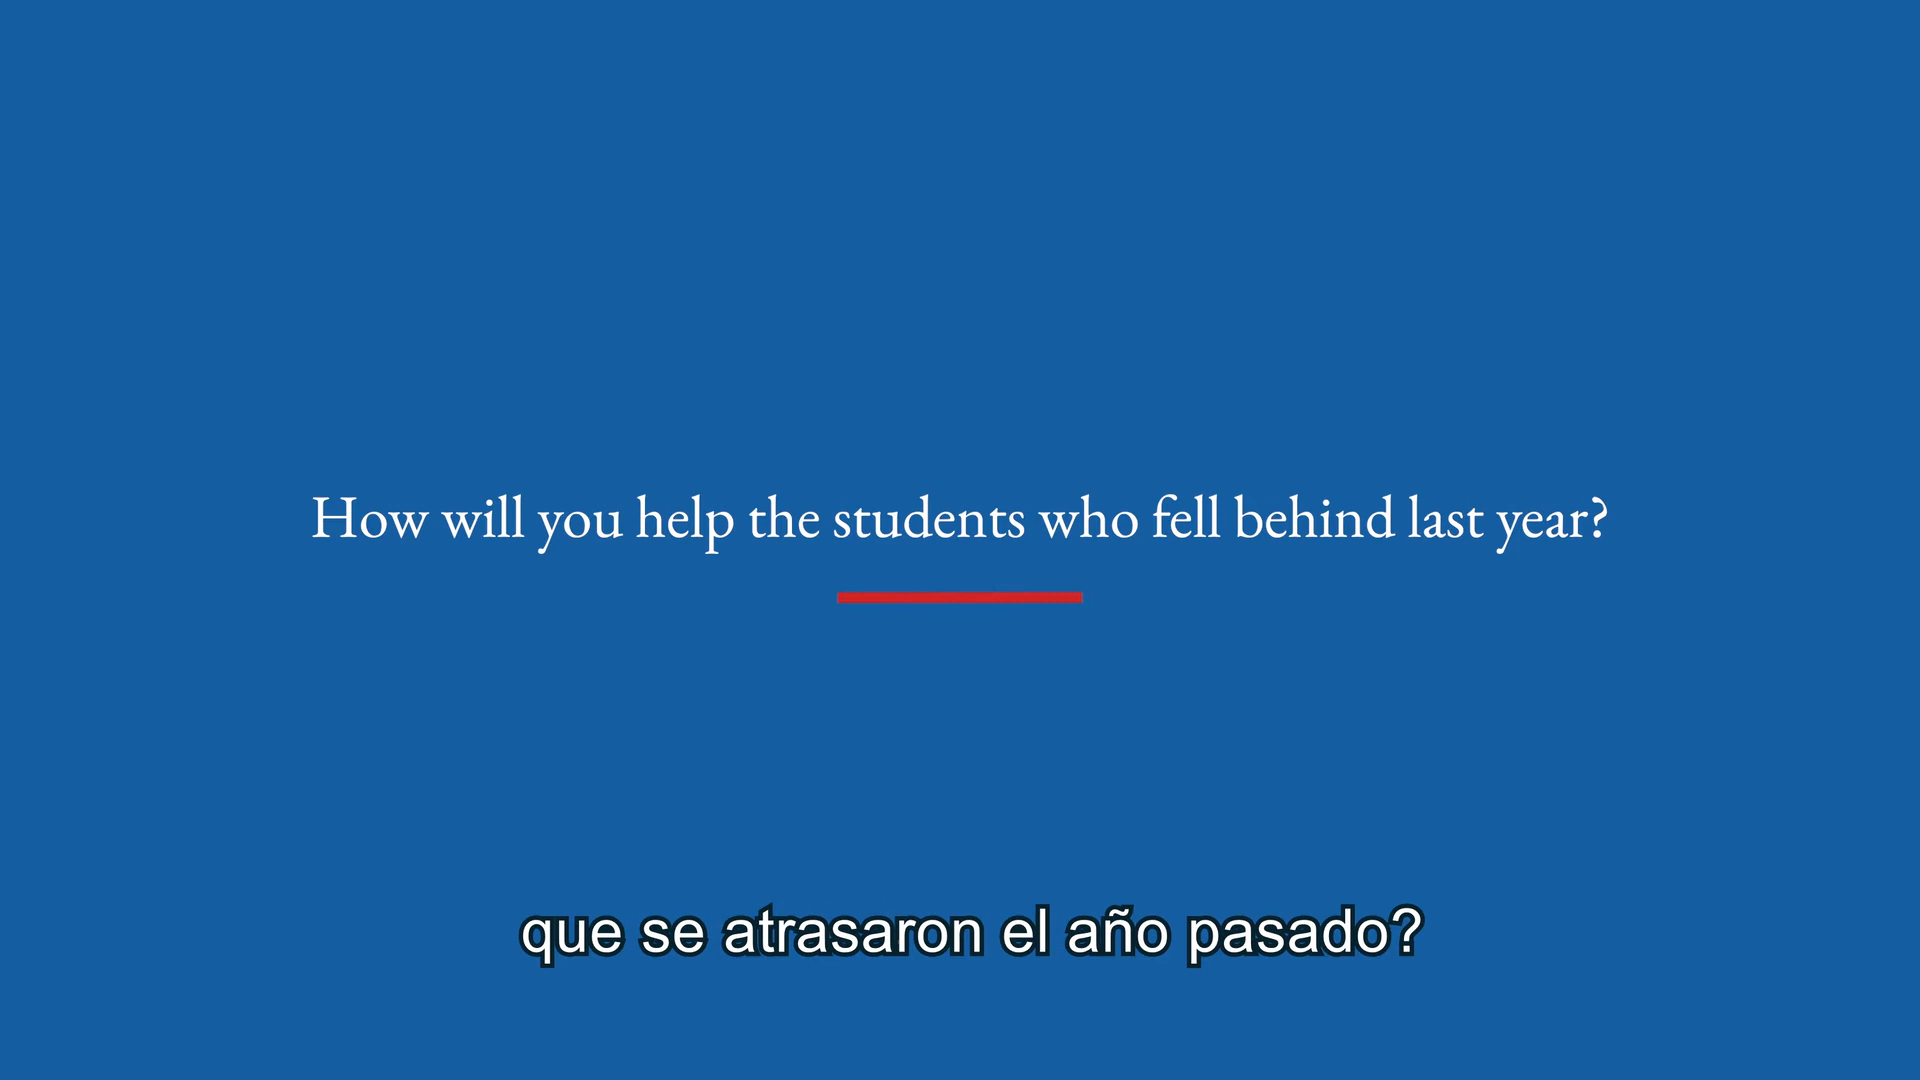 How will you help the students who fell behind last year?
que se atrasaron el año pasado?